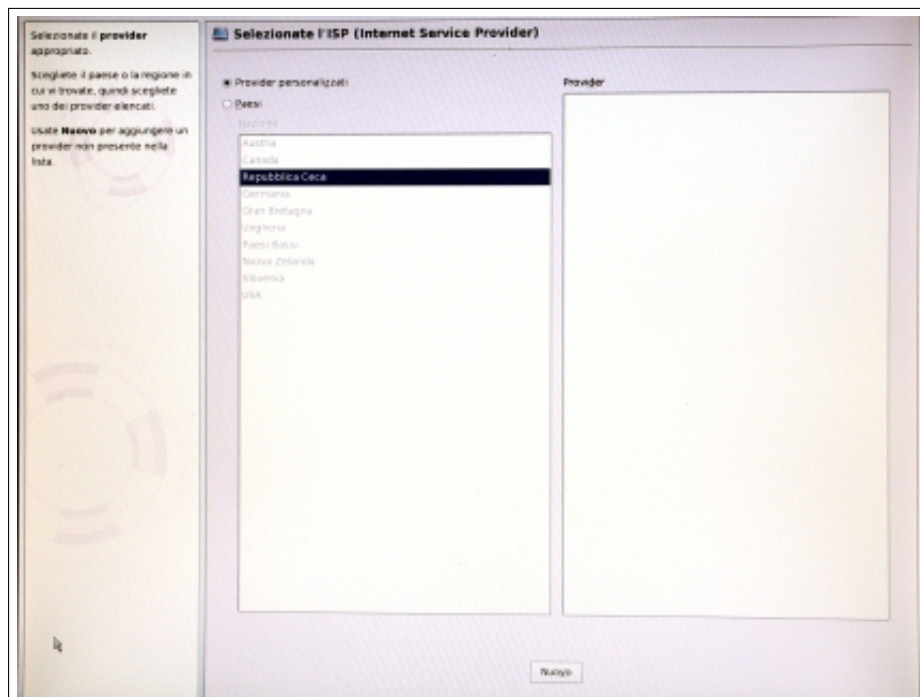 Selezionate il provider
appropriato.
Scegliete il paese o la regione in
cui vi trovate, quindi scegliete
uno dei provider elencati.
Usate Nuovo per aggiungere un
provider non presente nella
lista.
Selezionate l'ISP (Internet Service Provider)
Provider personalizzati
Paesi
Nazione
Austria
Canada
Repubblica Ceca
Germania
Gran Bretagna
Ungheria
Paesi Bassi
Nuova Zelanda
Slovenia
USA
Provider
Nuovo